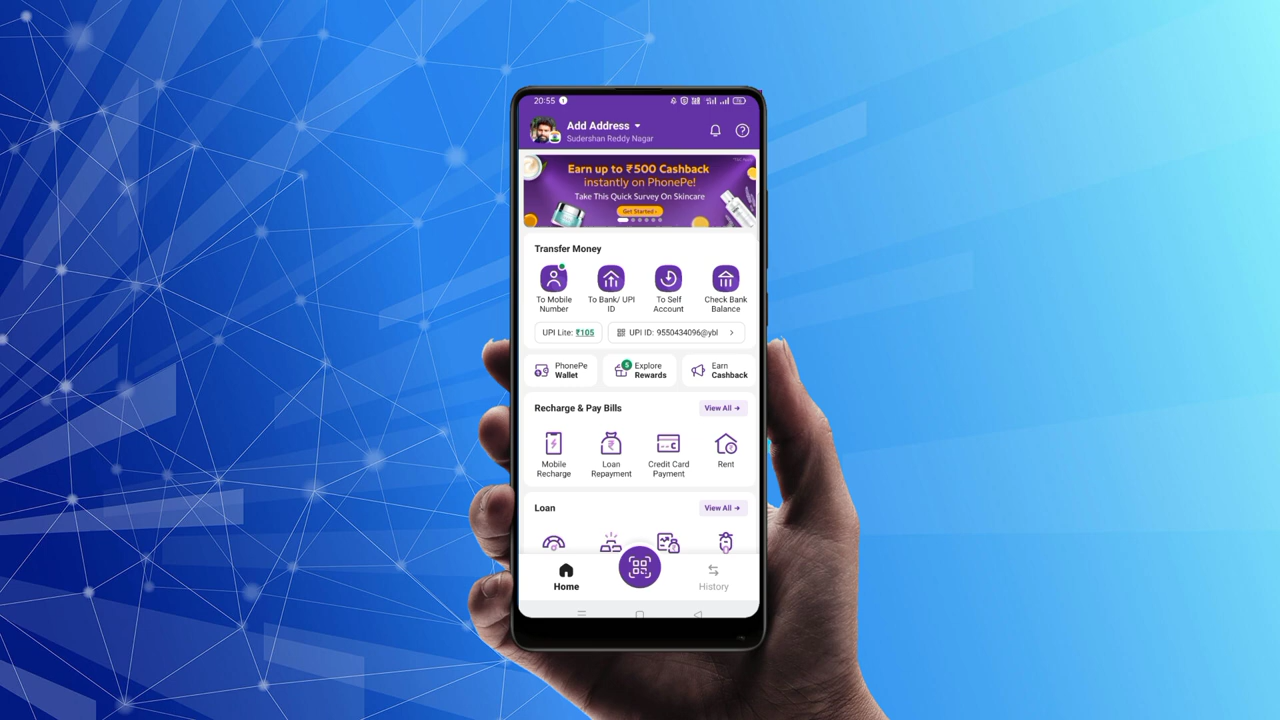 20:55
Add Address
Sudershan Reddy Nagar
Earn up to ₹500 Cashback
instantly on PhonePe!
Take This Quick Survey On Skincare
Get Started ›
Transfer Money
To Mobile
Number
To Bank/ UPI
ID
To Self
Account
Check Bank
Balance
UPI Lite: ₹105
UPI ID: 9550434096@ybl
PhonePe
Wallet
5
Explore
Rewards
Earn
Cashback
Recharge & Pay Bills
View All
Mobile
Recharge
Loan
Repayment
Credit Card
Payment
Rent
Loan
View All
Home
History